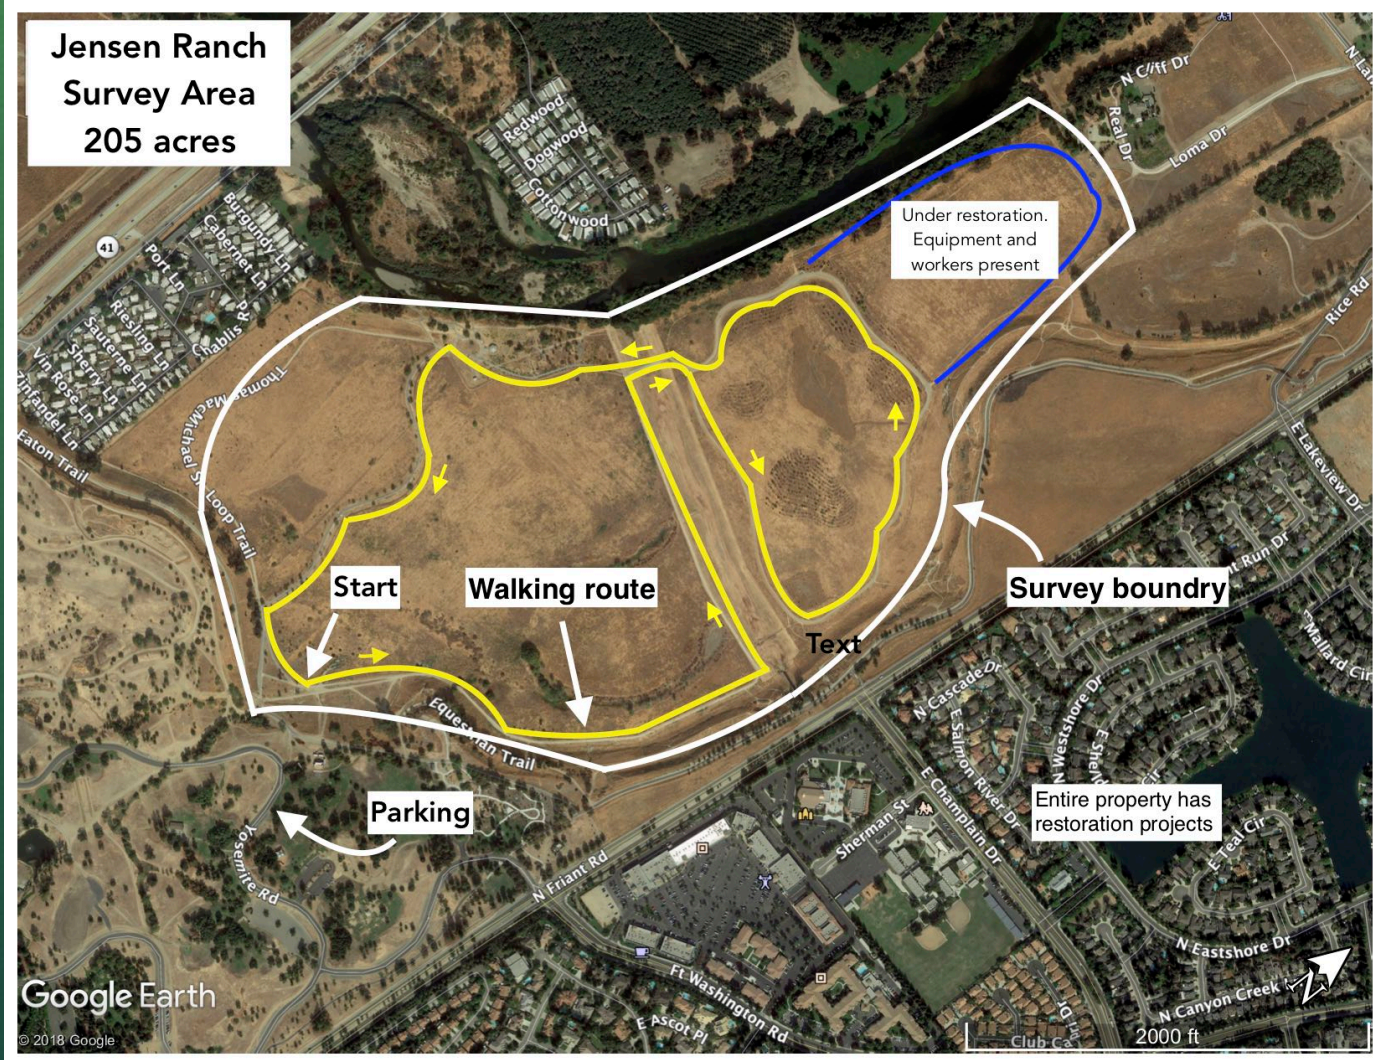 Jensen Ranch
Survey Area
205 acres
N Cliff Dr
Real Dr
Loma Dr
Redwood
Dogwood
Cottonwood
Under restoration.
Equipment and
workers present
41
Burgundy Ln
Cabernet Ln
Port Ln
Riesling Ln
Chablis
Sauterne Ln
Sherry Ln
Vin Rose Ln
Zinfandel Ln
Eaton Trail
Thomas MacMichael Sr Loop Trail
Rice Rd
E Lakeview Dr
Start
Walking route
Survey boundry
Run Dr
E Mallard Cir
Text
Equestrian Trail
N Cascade Dr
E Salmon River Dr
N Westshore Dr
Cir
Parking
Entire property has
restoration projects
E Teal Cir
Yosemite Rd
N Friant Rd
Sherman St
E Champlain Dr
N Eastshore Dr
N Canyon Creek
Ft Washington Rd
E Ascot Pl
Club
Dr
Google Earth
© 2018 Google
2000 ft